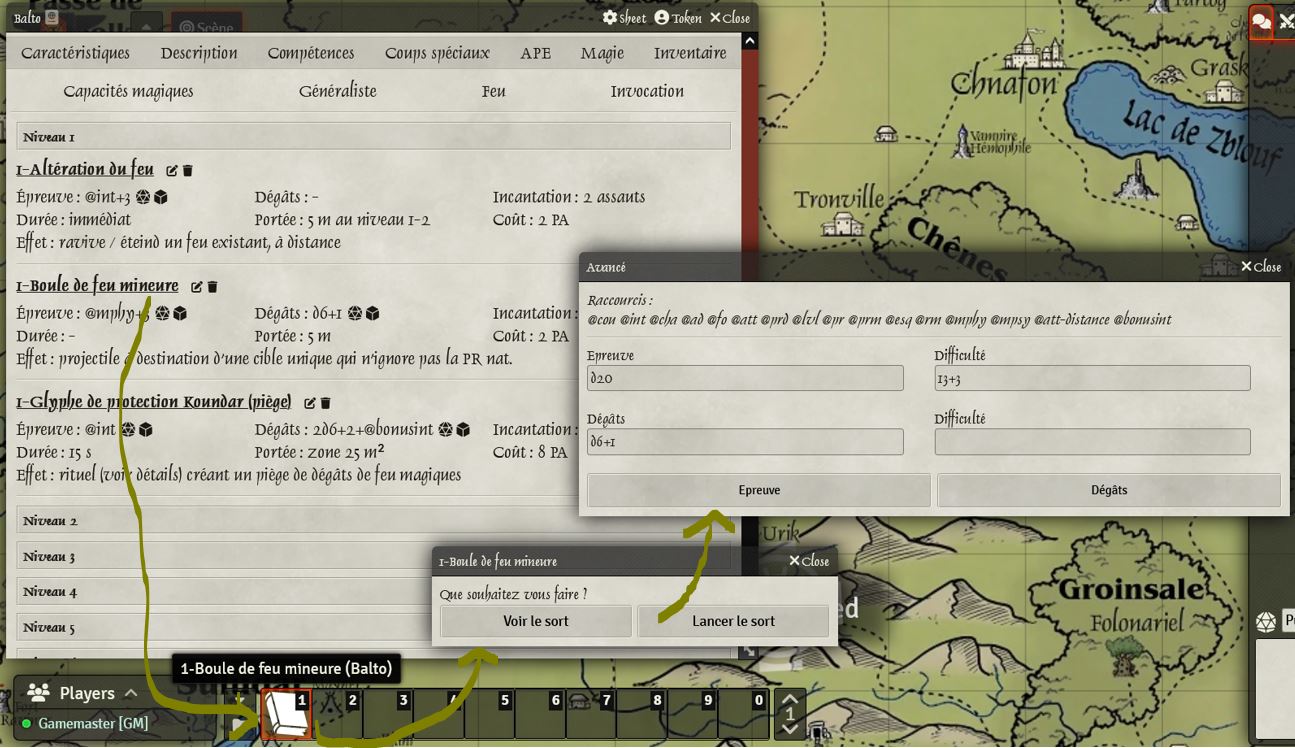 Balto
Sheet Token Close
Scène
Caractéristiques Description Compétences Coups spéciaux APE Magie Inventaire
Capacités magiques Généraliste Feu Invocation
Niveau 1
1-Altération du feu
Épreuve : @int+3 Dégâts : - Incantation : 2 assauts
Durée : immédiat Portée : 5 m au niveau 1-2 Coût : 2 PA
Effet : ravive / éteind un feu existant, à distance
1-Boule de feu mineure
Épreuve : @mphy+3 Dégâts : d6+1 Incantation :
Durée : - Portée : 5 m Coût : 2 PA
Effet : projectile à destination d'une cible unique qui n'ignore pas la PR nat.
1-Glyphe de protection Koundar (piège)
Épreuve : @int Dégâts : 2d6+2+@bonusint Incantation :
Durée : 15 s Portée : zone 25 m² Coût : 8 PA
Effet : rituel (voir détails) créant un piège de dégâts de feu magiques
Niveau 2
Niveau 3
Niveau 4
Niveau 5
Chnafon
Grask
Lac de Zblouf
Vampire
Hémophile
Tronville
Chênes
Avancé Close
Raccourcis :
@cou @int @cha @ad @fo @att @prd @lvl @pr @prm @esq @rm @mphy @mpsy @att-distance @bonusint
Epreuve Difficulté
d20 13+3
Dégâts Difficulté
d6+1
Epreuve Dégâts
Urik
1-Boule de feu mineure Close
Que souhaitez vous faire ?
Voir le sort Lancer le sort
ed
Groinsale
Folonariel
1-Boule de feu mineure (Balto)
Players
Gamemaster [GM]
1 2 3 4 5 6 7 8 9 0
1